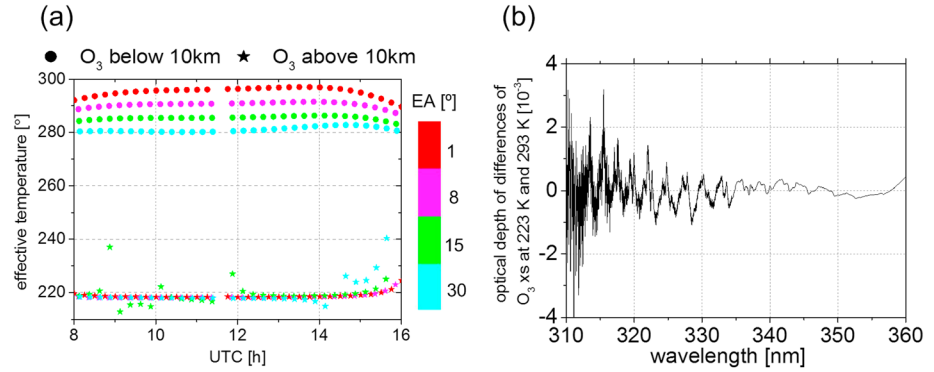 (a)
● O₃ below 10km ★ O₃ above 10km
effective temperature [°]
300
280
260
240
220
8
10
12
14
16
UTC [h]
EA [º]
1
8
15
30
(b)
optical depth of differences of
O₃ xs at 223 K and 293 K [10⁻³]
4
2
0
-2
-4
310
320
330
340
350
360
wavelength [nm]